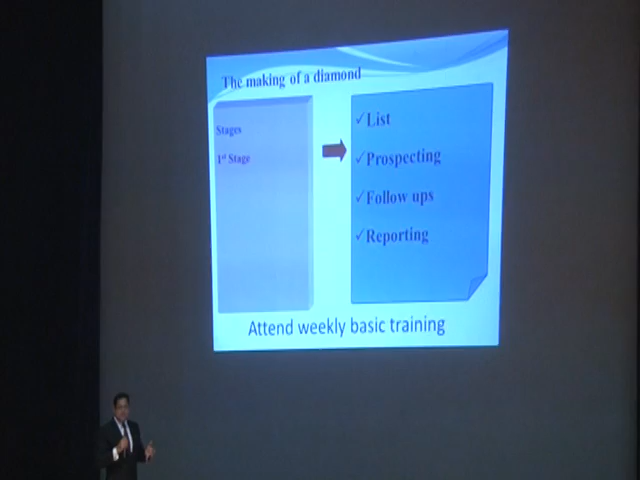 The making of a diamond
Stages
1st Stage
✓List
✓Prospecting
✓Follow ups
✓Reporting
Attend weekly basic training